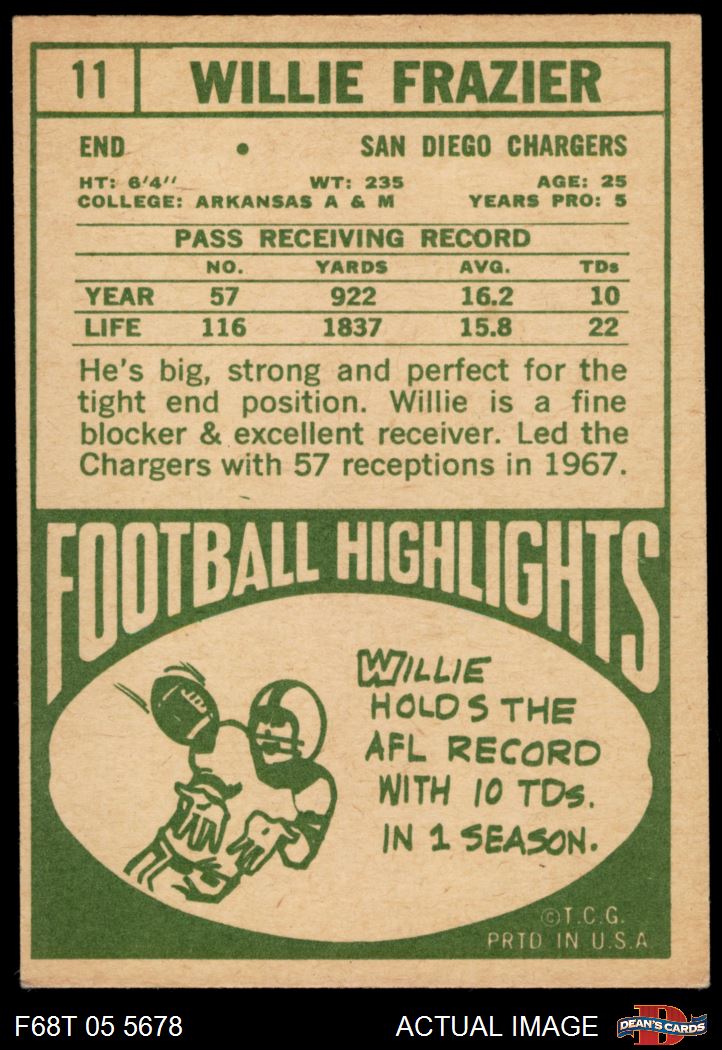 11 WILLIE FRAZIER
END • SAN DIEGO CHARGERS
HT: 6'4'' WT: 235 AGE: 25
COLLEGE: ARKANSAS A & M YEARS PRO: 5
PASS RECEIVING RECORD
NO. YARDS AVG. TDs
YEAR 57 922 16.2 10
LIFE 116 1837 15.8 22
He's big, strong and perfect for the
tight end position. Willie is a fine
blocker & excellent receiver. Led the
Chargers with 57 receptions in 1967.
FOOTBALL HIGHLIGHTS
WILLIE
HOLDS THE
AFL RECORD
WITH 10 TDs.
IN 1 SEASON.
©T.C.G.
PRTD IN U.S.A
F68T 05 5678 ACTUAL IMAGE D DEAN'S CARDS